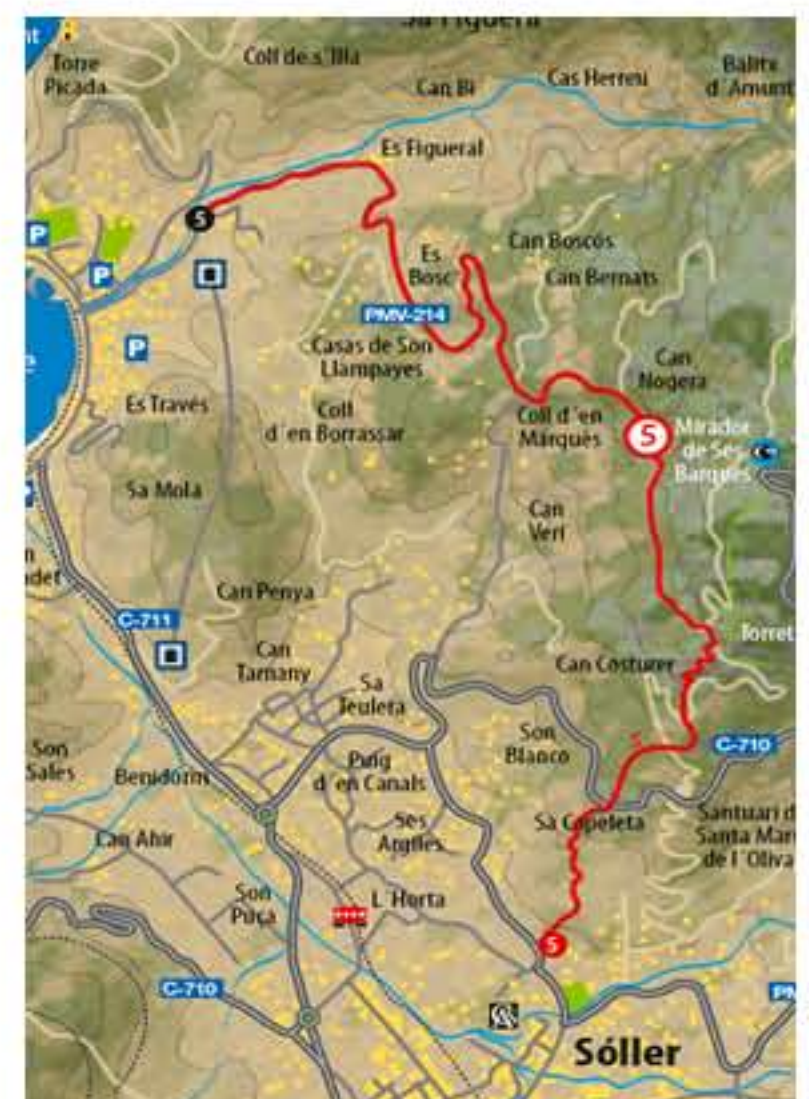 Torre
Picada
Coll de.s´Illa
Can Bi
Cas Herreu
Balitx
d´Amunt
Es Figueral
5
P
P
Es
Bosc
Can Boscós
Can Bernats
PMV-214
P
Casas de Son
Llampayes
Can
Nogera
Es Través
Coll
d´en Borrassar
Coll d´en
Marquès
5
Mirador
de Ses
Barques
Sa Mola
Can
Veri
Can Penya
C-711
Torret
Can
Tamany
Can Costurer
Sa
Teulera
Son
Sales
Benidorm
Puig
d´en Canals
Son
Blanco
C-710
Ses
Argiles
Sa Capeleta
Santuari d
Santa Mari
de l´Oliva
Can Ahir
Son
Puça
L´Horta
5
C-710
PM
Sóller